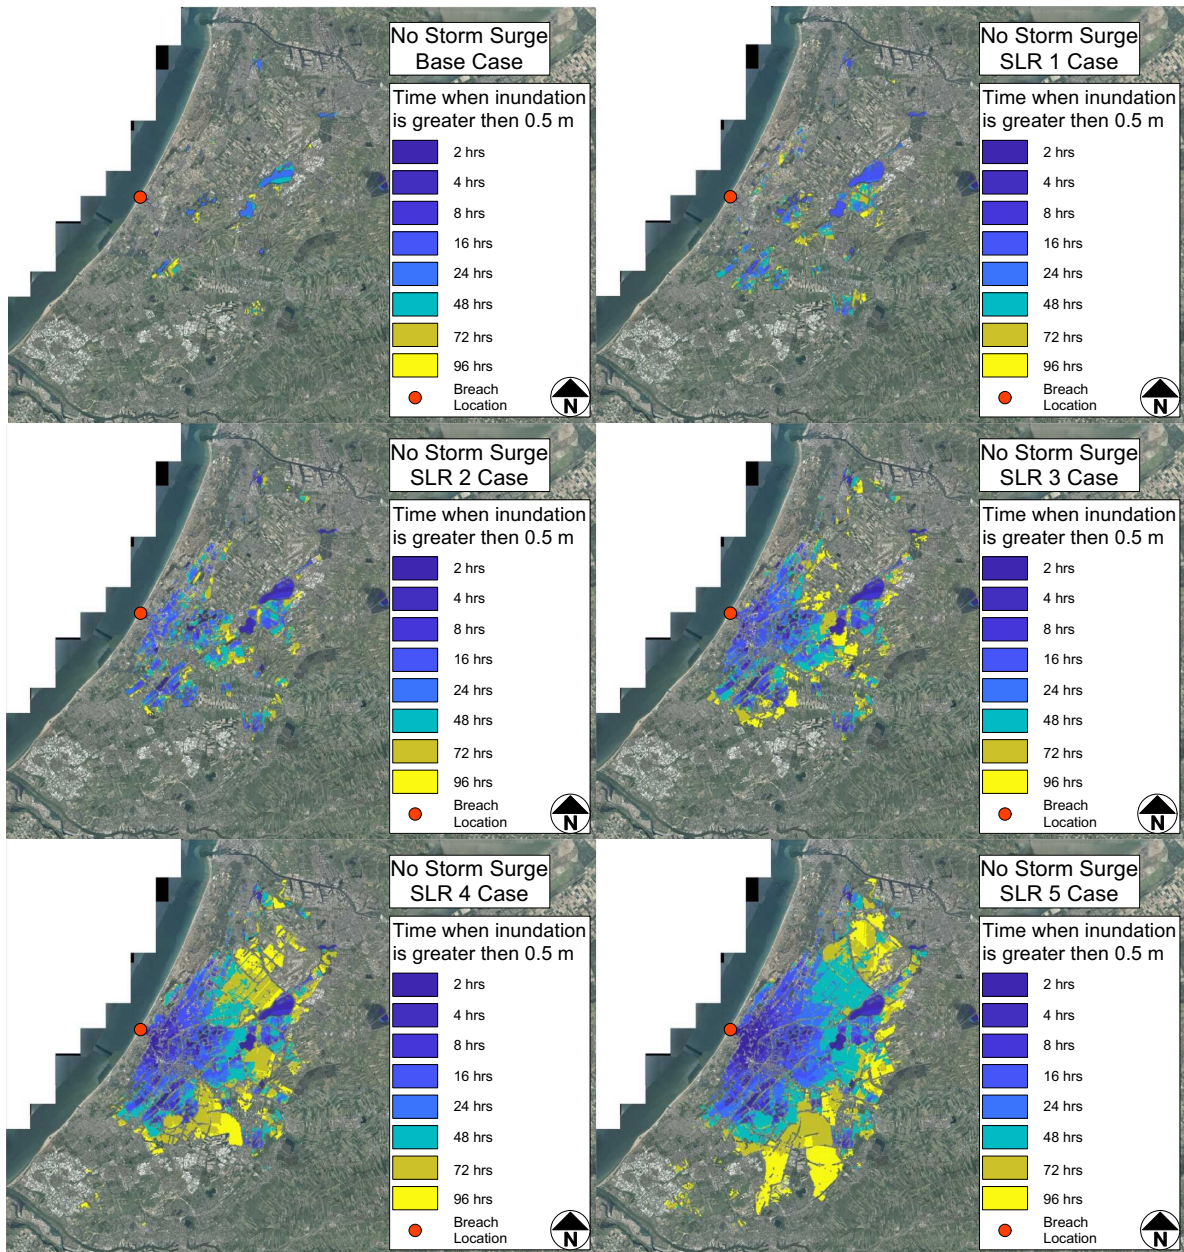 No Storm Surge
Base Case
Time when inundation
is greater then 0.5 m
2 hrs
4 hrs
8 hrs
16 hrs
24 hrs
48 hrs
72 hrs
96 hrs
Breach
Location
N
No Storm Surge
SLR 1 Case
Time when inundation
is greater then 0.5 m
2 hrs
4 hrs
8 hrs
16 hrs
24 hrs
48 hrs
72 hrs
96 hrs
Breach
Location
N
No Storm Surge
SLR 2 Case
Time when inundation
is greater then 0.5 m
2 hrs
4 hrs
8 hrs
16 hrs
24 hrs
48 hrs
72 hrs
96 hrs
Breach
Location
N
No Storm Surge
SLR 3 Case
Time when inundation
is greater then 0.5 m
2 hrs
4 hrs
8 hrs
16 hrs
24 hrs
48 hrs
72 hrs
96 hrs
Breach
Location
N
No Storm Surge
SLR 4 Case
Time when inundation
is greater then 0.5 m
2 hrs
4 hrs
8 hrs
16 hrs
24 hrs
48 hrs
72 hrs
96 hrs
Breach
Location
N
No Storm Surge
SLR 5 Case
Time when inundation
is greater then 0.5 m
2 hrs
4 hrs
8 hrs
16 hrs
24 hrs
48 hrs
72 hrs
96 hrs
Breach
Location
N